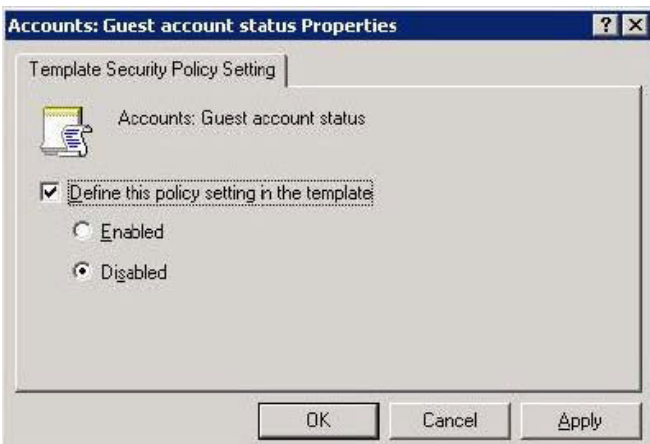 Accounts: Guest account status Properties
Template Security Policy Setting
Accounts: Guest account status
Define this policy setting in the template
Enabled
Disabled
OK
Cancel
Apply